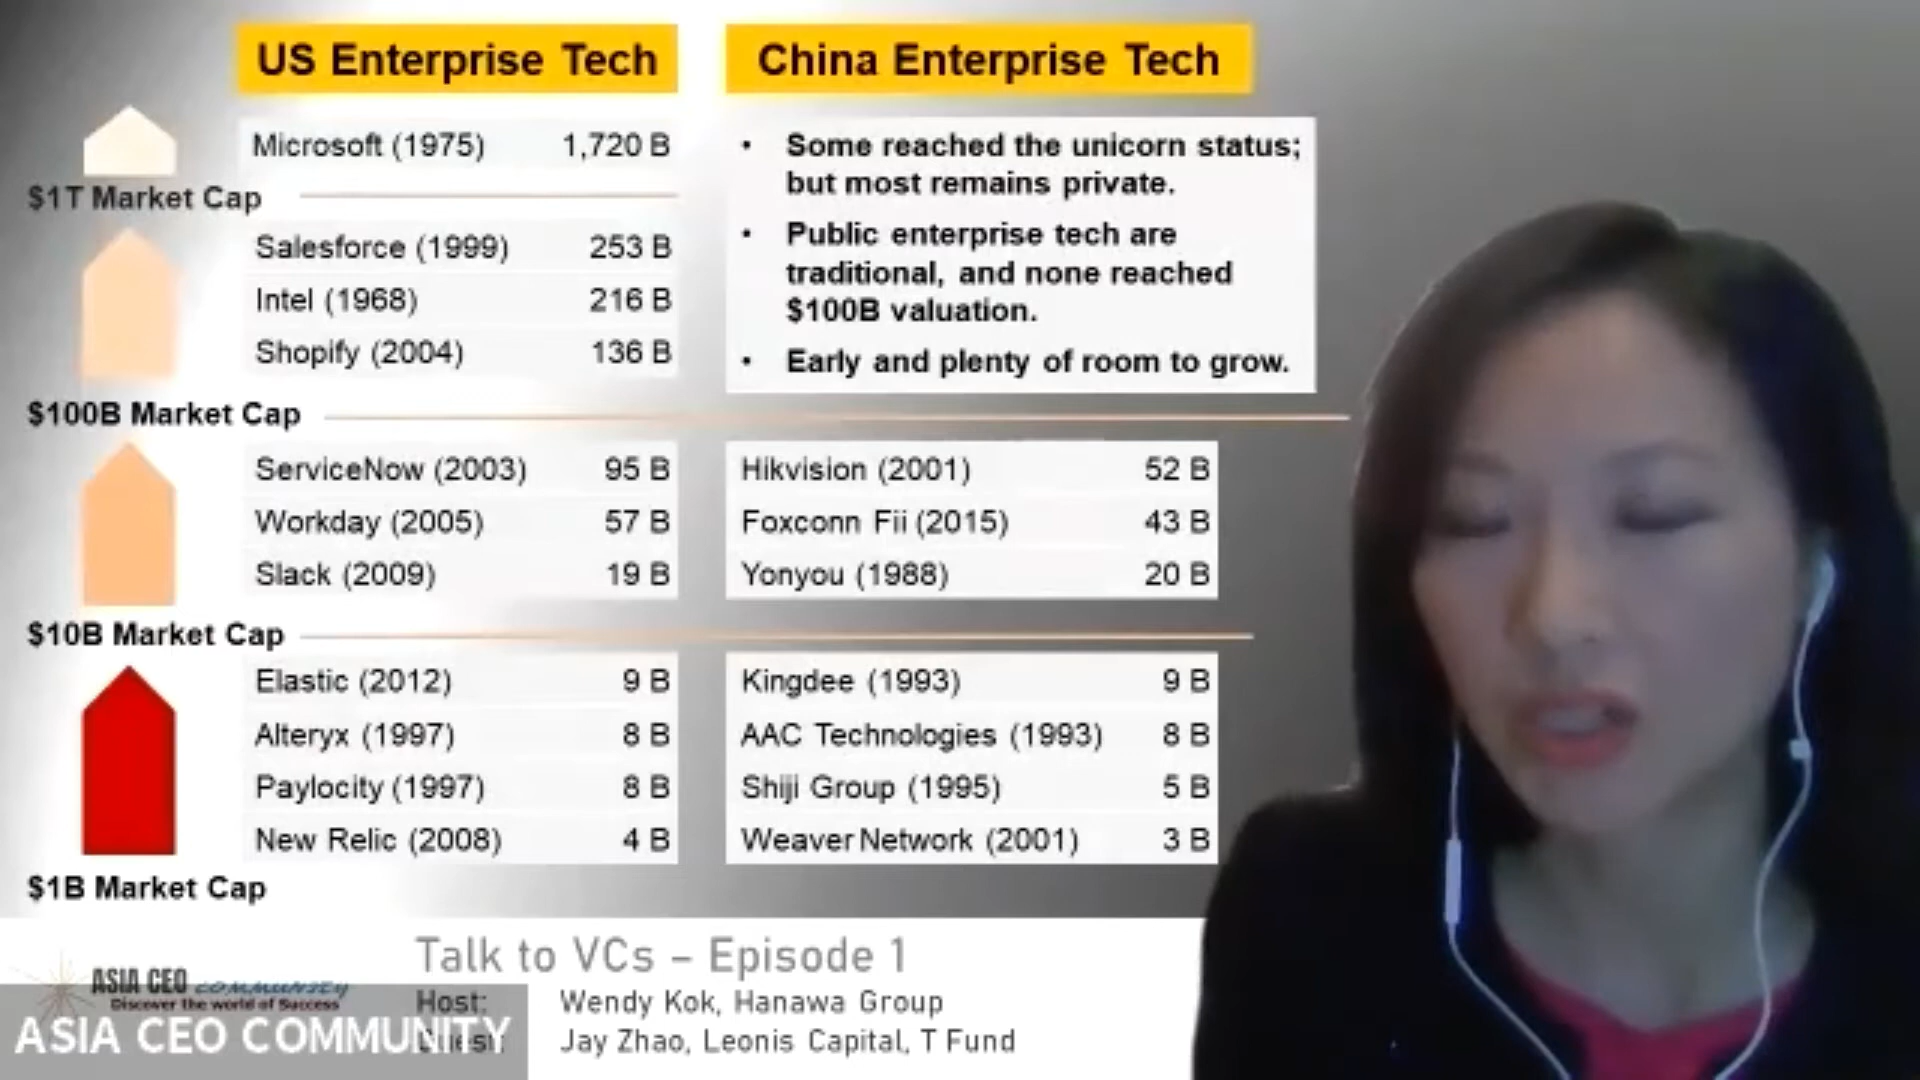 US Enterprise Tech
China Enterprise Tech
Microsoft (1975) 1,720 B
$1T Market Cap
Salesforce (1999) 253 B
Intel (1968) 216 B
Shopify (2004) 136 B
• Some reached the unicorn status;
but most remains private.
• Public enterprise tech are
traditional, and none reached
$100B valuation.
• Early and plenty of room to grow.
$100B Market Cap
ServiceNow (2003) 95 B
Workday (2005) 57 B
Slack (2009) 19 B
Hikvision (2001) 52 B
Foxconn Fii (2015) 43 B
Yonyou (1988) 20 B
$10B Market Cap
Elastic (2012) 9 B
Alteryx (1997) 8 B
Paylocity (1997) 8 B
New Relic (2008) 4 B
Kingdee (1993) 9 B
AAC Technologies (1993) 8 B
Shiji Group (1995) 5 B
Weaver Network (2001) 3 B
$1B Market Cap
ASIA CEO COMMUNITY
Discover the world of Success
ASIA CEO COMMUNITY
Talk to VCs – Episode 1
Host: Wendy Kok, Hanawa Group
Guest: Jay Zhao, Leonis Capital, T Fund